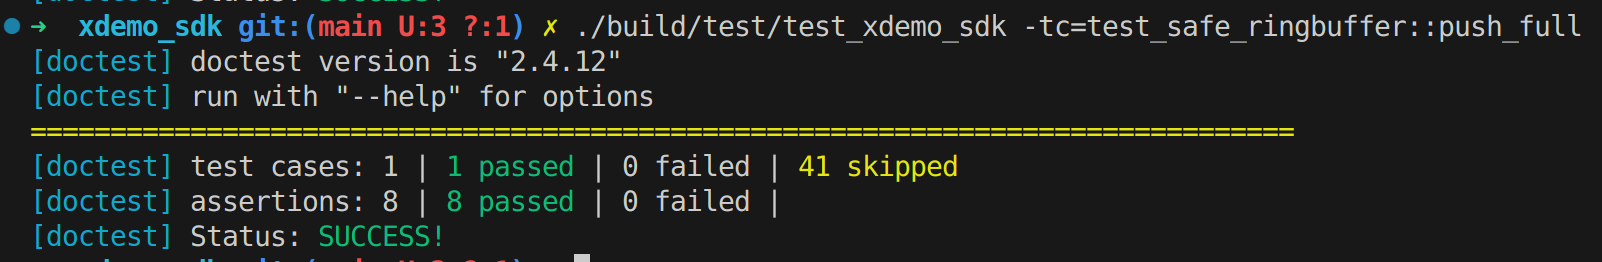 ➜  xdemo_sdk git:(main U:3 ?:1) ✗ ./build/test/test_xdemo_sdk -tc=test_safe_ringbuffer::push_full
[doctest] doctest version is "2.4.12"
[doctest] run with "--help" for options
===============================================================================
[doctest] test cases: 1 | 1 passed | 0 failed | 41 skipped
[doctest] assertions: 8 | 8 passed | 0 failed |
[doctest] Status: SUCCESS!